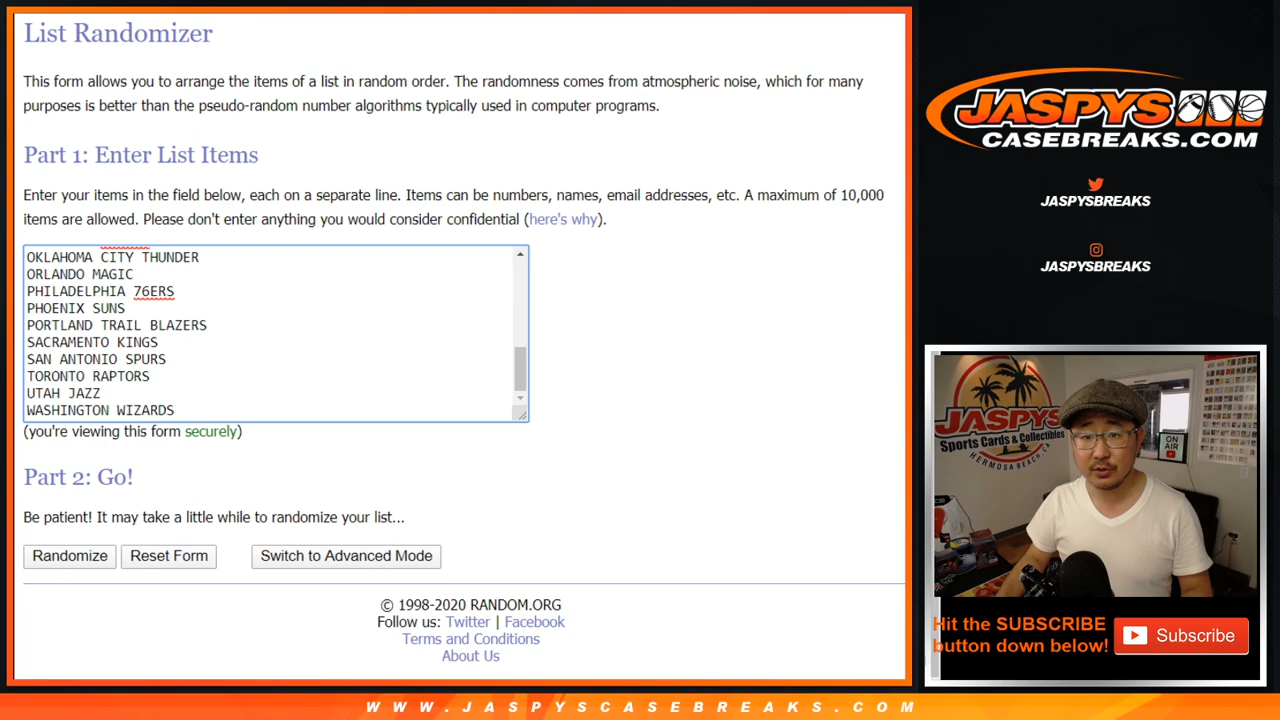 List Randomizer
This form allows you to arrange the items of a list in random order. The randomness comes from atmospheric noise, which for many
purposes is better than the pseudo-random number algorithms typically used in computer programs.
Part 1: Enter List Items
Enter your items in the field below, each on a separate line. Items can be numbers, names, email addresses, etc. A maximum of 10,000
items are allowed. Please don't enter anything you would consider confidential (here's why).
OKLAHOMA CITY THUNDER
ORLANDO MAGIC
PHILADELPHIA 76ERS
PHOENIX SUNS
PORTLAND TRAIL BLAZERS
SACRAMENTO KINGS
SAN ANTONIO SPURS
TORONTO RAPTORS
UTAH JAZZ
WASHINGTON WIZARDS
(you're viewing this form securely)
Part 2: Go!
Be patient! It may take a little while to randomize your list...
Randomize
Reset Form
Switch to Advanced Mode
© 1998-2020 RANDOM.ORG
Follow us: Twitter | Facebook
Terms and Conditions
About Us
JASPYS
CASEBREAKS.COM
JASPYSBREAKS
JASPYSBREAKS
JASPYS
Sports Cards & Collectibles
HERMOSA BEACH, CA
ON
AIR
Hit the SUBSCRIBE
button down below!
Subscribe
WWW.JASPYSCASEBREAKS.COM